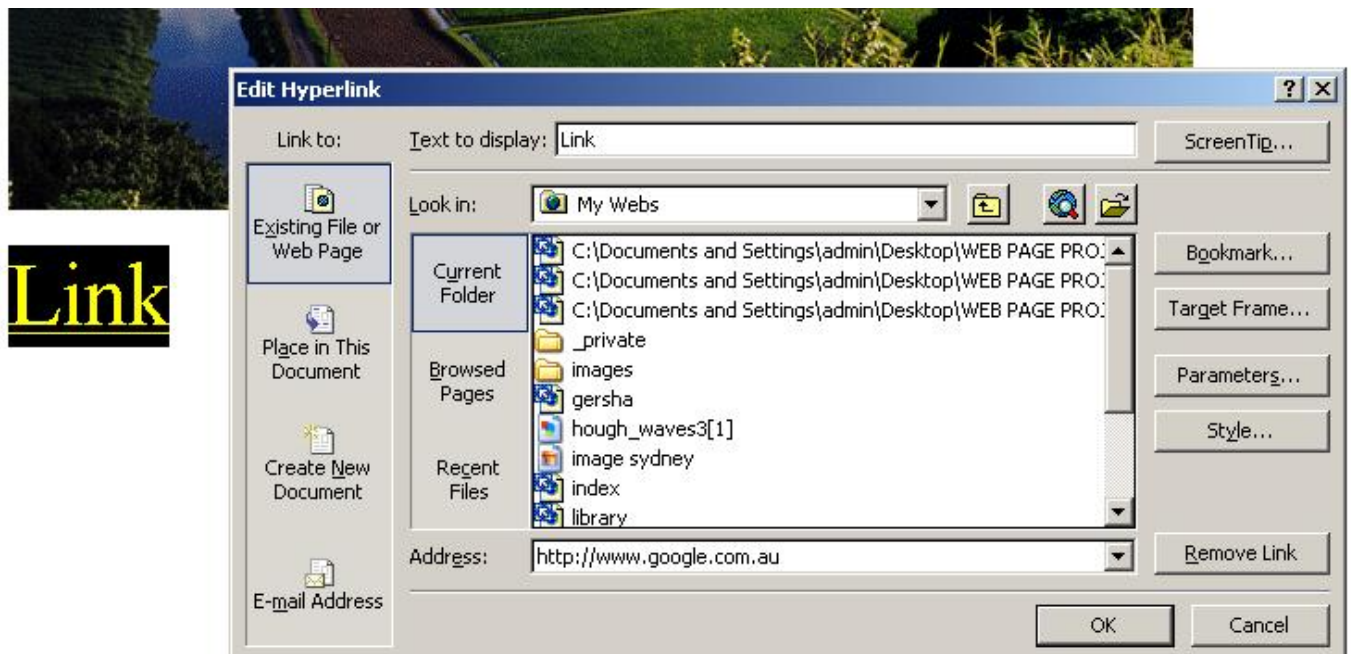 Edit Hyperlink
Link to:
Text to display: Link
ScreenTip...
Existing File or
Web Page
Look in: My Webs
Link
Place in This
Document
Create New
Document
E-mail Address
Current
Folder
Browsed
Pages
Recent
Files
C:\Documents and Settings\admin\Desktop\WEB PAGE PRO
C:\Documents and Settings\admin\Desktop\WEB PAGE PRO
C:\Documents and Settings\admin\Desktop\WEB PAGE PRO
_private
images
gersha
hough_waves3[1]
image sydney
index
library
Bookmark...
Target Frame...
Parameters...
Style...
Address: http://www.google.com.au
Remove Link
OK
Cancel